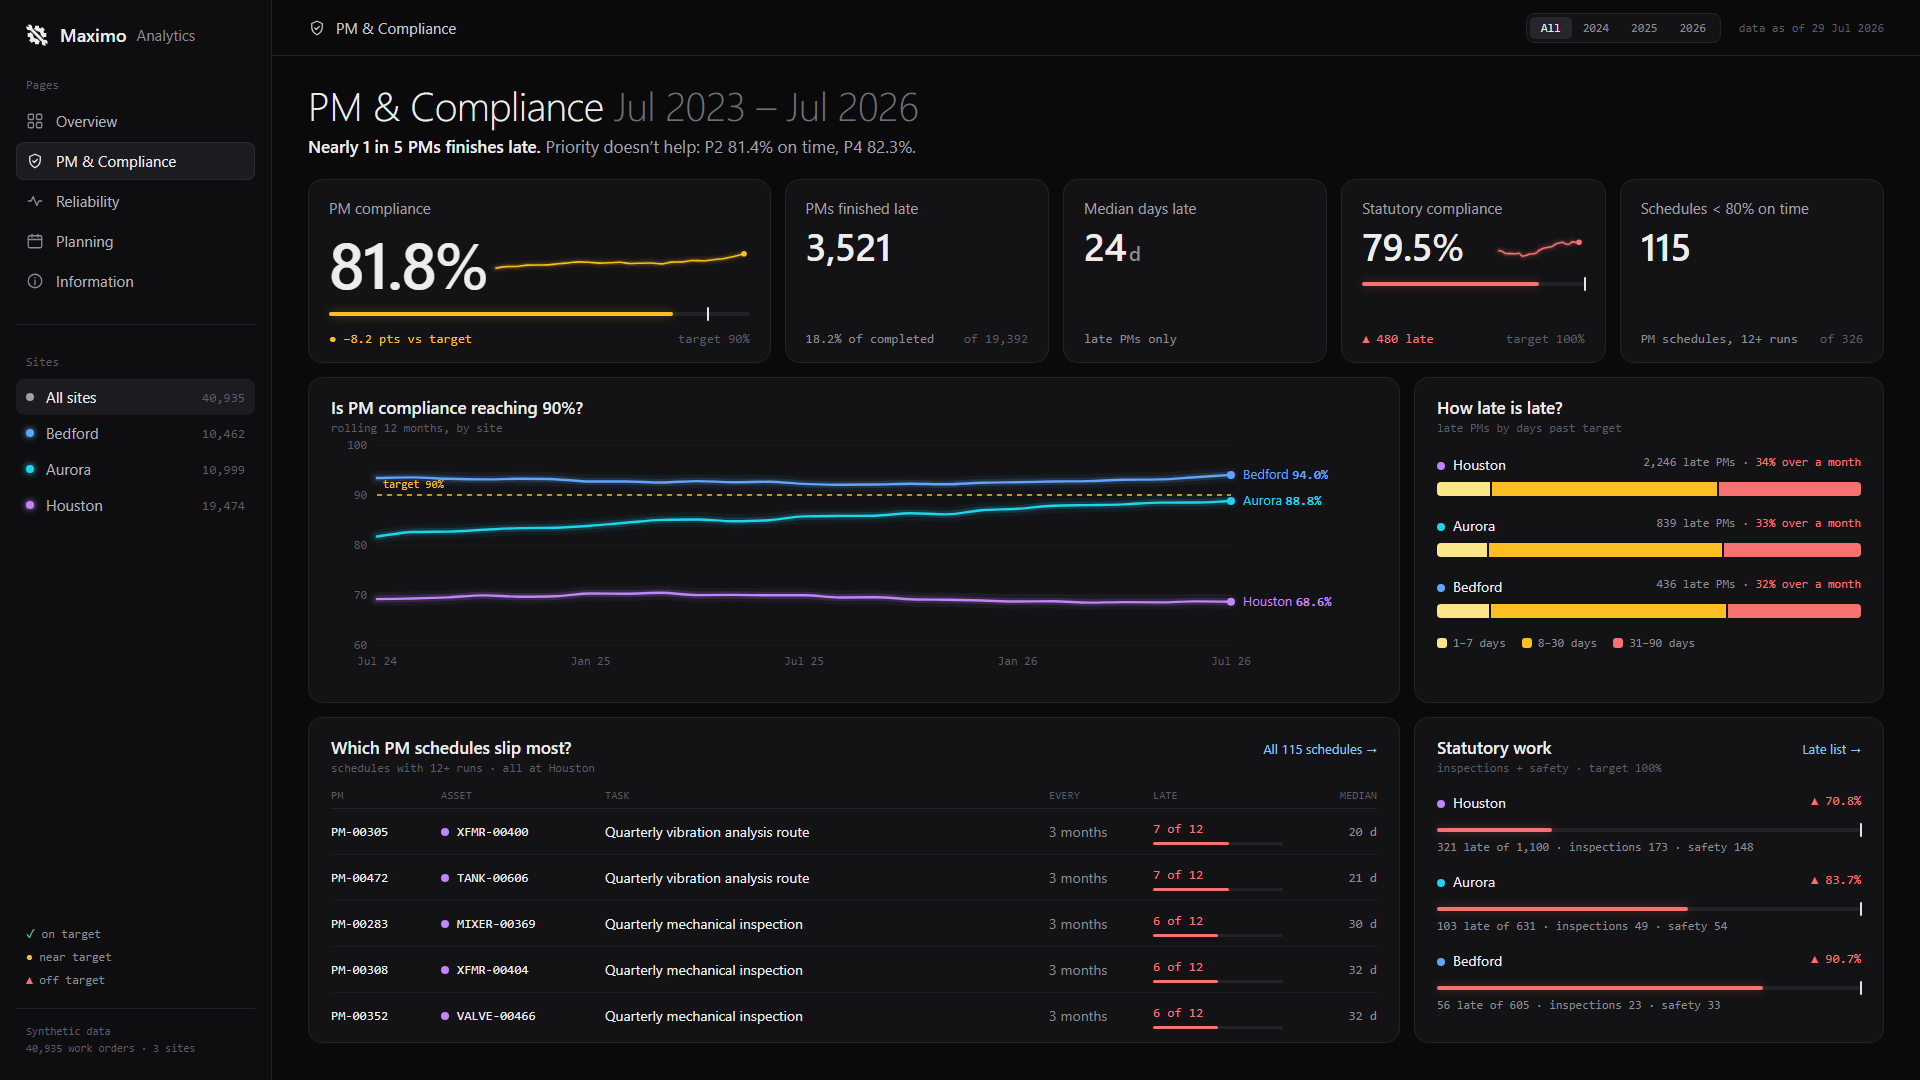 Maximo Analytics
Pages
Overview
PM & Compliance
Reliability
Planning
Information
Sites
All sites 40,935
Bedford 10,462
Aurora 10,999
Houston 19,474
✓ on target
● near target
▲ off target
Synthetic data
40,935 work orders · 3 sites
PM & Compliance
All 2024 2025 2026 data as of 29 Jul 2026
PM & Compliance Jul 2023 – Jul 2026
Nearly 1 in 5 PMs finishes late. Priority doesn’t help: P2 81.4% on time, P4 82.3%.
PM compliance
81.8%
● −8.2 pts vs target target 90%
PMs finished late
3,521
18.2% of completed of 19,392
Median days late
24d
late PMs only
Statutory compliance
79.5%
▲ 480 late target 100%
Schedules < 80% on time
115
PM schedules, 12+ runs of 326
Is PM compliance reaching 90%?
rolling 12 months, by site
100
90
80
70
60
target 90%
Bedford 94.0%
Aurora 88.8%
Houston 68.6%
Jul 24 Jan 25 Jul 25 Jan 26 Jul 26
How late is late?
late PMs by days past target
Houston 2,246 late PMs · 34% over a month
Aurora 839 late PMs · 33% over a month
Bedford 436 late PMs · 32% over a month
1–7 days 8–30 days 31–90 days
Which PM schedules slip most? All 115 schedules →
schedules with 12+ runs · all at Houston
PM ASSET TASK EVERY LATE MEDIAN
PM-00305 XFMR-00400 Quarterly vibration analysis route 3 months 7 of 12 20 d
PM-00472 TANK-00606 Quarterly vibration analysis route 3 months 7 of 12 21 d
PM-00283 MIXER-00369 Quarterly mechanical inspection 3 months 6 of 12 30 d
PM-00308 XFMR-00404 Quarterly mechanical inspection 3 months 6 of 12 32 d
PM-00352 VALVE-00466 Quarterly mechanical inspection 3 months 6 of 12 32 d
Statutory work Late list →
inspections + safety · target 100%
Houston ▲ 70.8%
321 late of 1,100 · inspections 173 · safety 148
Aurora ▲ 83.7%
103 late of 631 · inspections 49 · safety 54
Bedford ▲ 90.7%
56 late of 605 · inspections 23 · safety 33